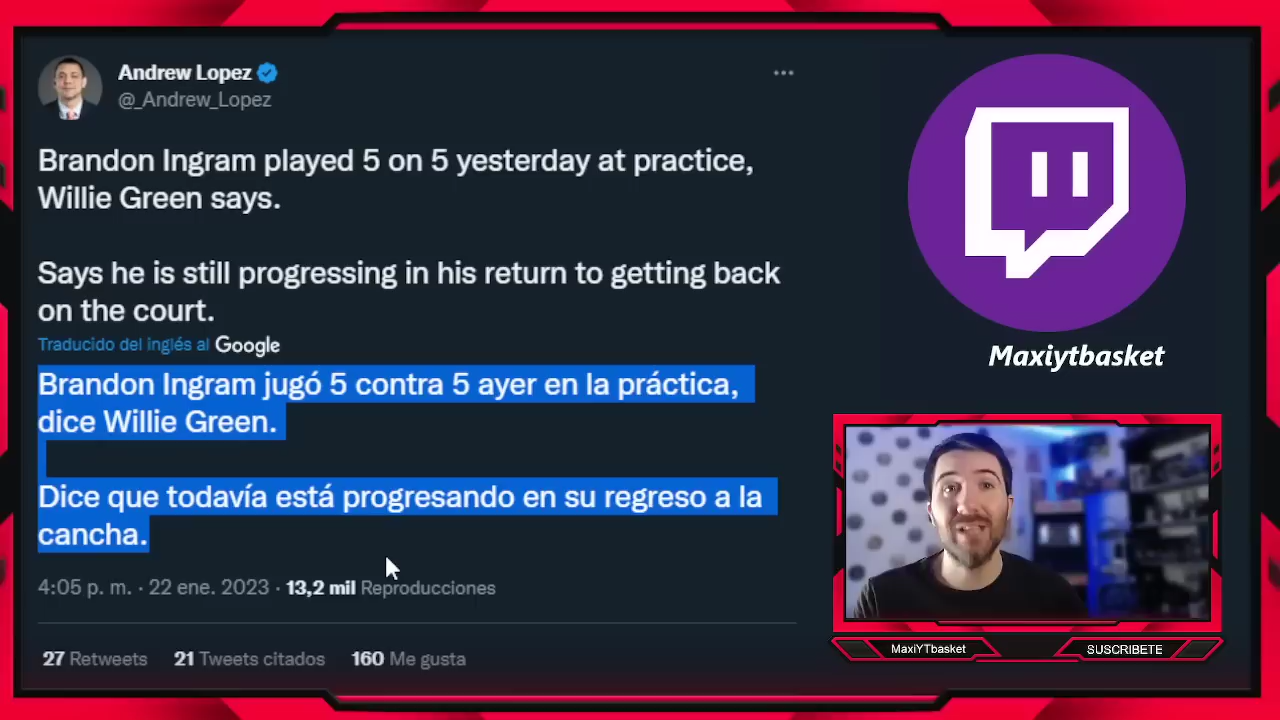 Andrew Lopez
@_Andrew_Lopez
Brandon Ingram played 5 on 5 yesterday at practice,
Willie Green says.
Says he is still progressing in his return to getting back
on the court.
Traducido del inglés al Google
Brandon Ingram jugó 5 contra 5 ayer en la práctica,
dice Willie Green.
Dice que todavía está progresando en su regreso a la
cancha.
4:05 p. m. · 22 ene. 2023 · 13,2 mil Reproducciones
27 Retweets 21 Tweets citados 160 Me gusta
Maxiytbasket
MaxiYTbasket
SUSCRIBETE